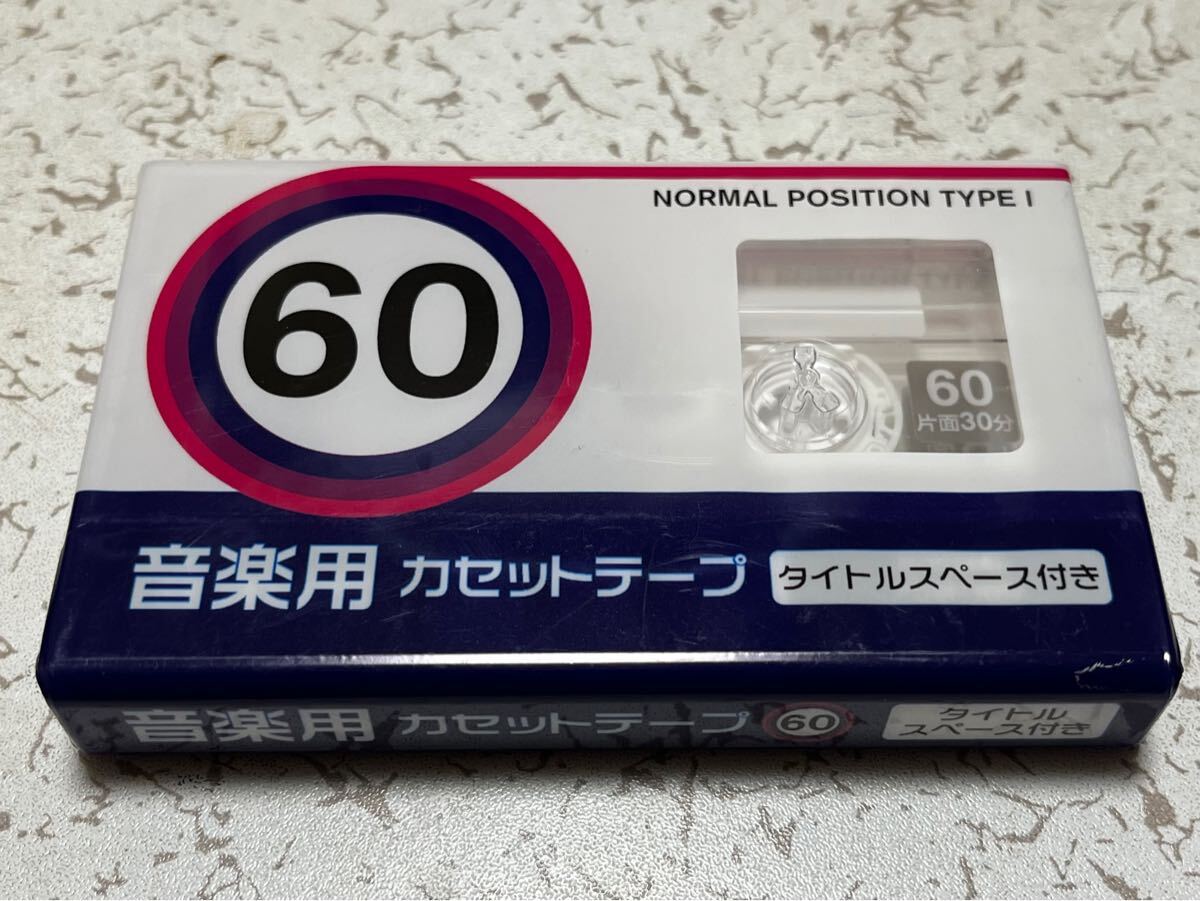 60
NORMAL POSITION TYPE I
60
片面30分
音楽用 カセットテープ タイトルスペース付き
音楽用 カセットテープ 60 タイトル
スペース付き